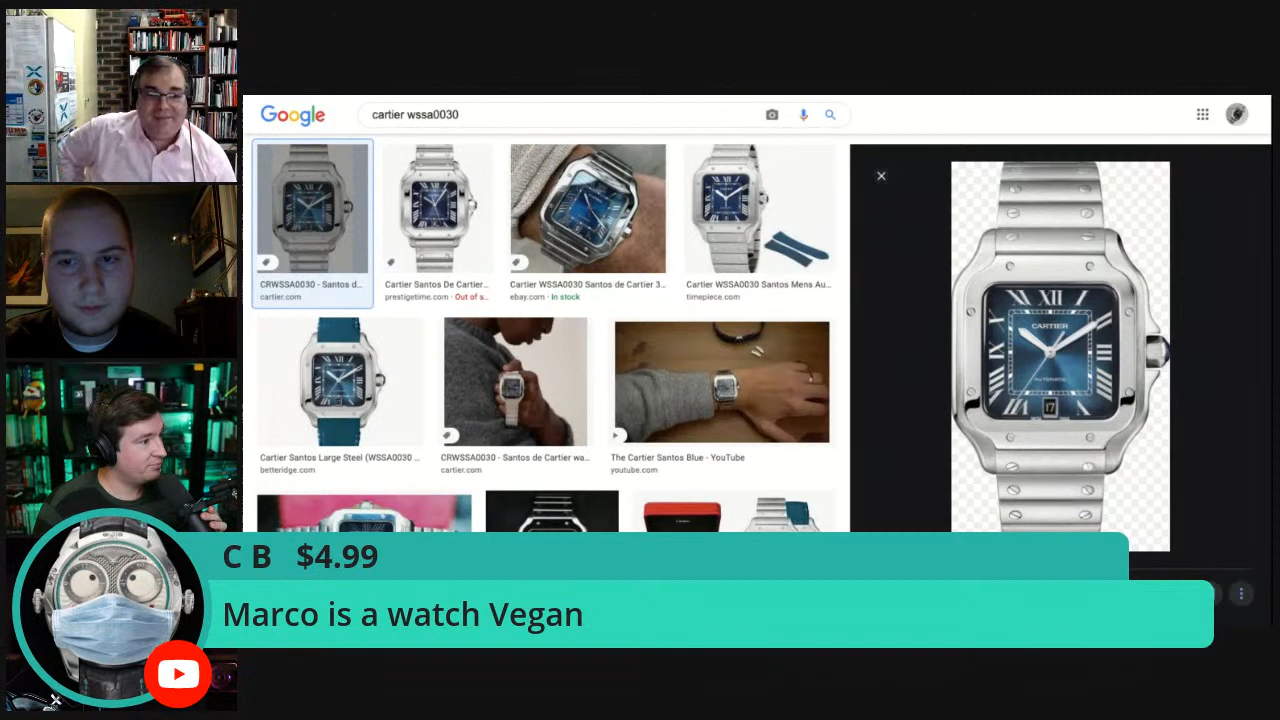 Google
cartier wssa0030
CRWSSA0030 - Santos d...
cartier.com
Cartier Santos De Cartier...
prestigetime.com · Out of s...
Cartier WSSA0030 Santos de Cartier 3...
ebay.com · In stock
Cartier WSSA0030 Santos Mens Au...
timepiece.com
CARTIER
AUTOMATIC
17
Cartier Santos Large Steel (WSSA0030 ...
betteridge.com
CRWSSA0030 - Santos de Cartier wa...
cartier.com
The Cartier Santos Blue - YouTube
youtube.com
C B $4.99
Marco is a watch Vegan